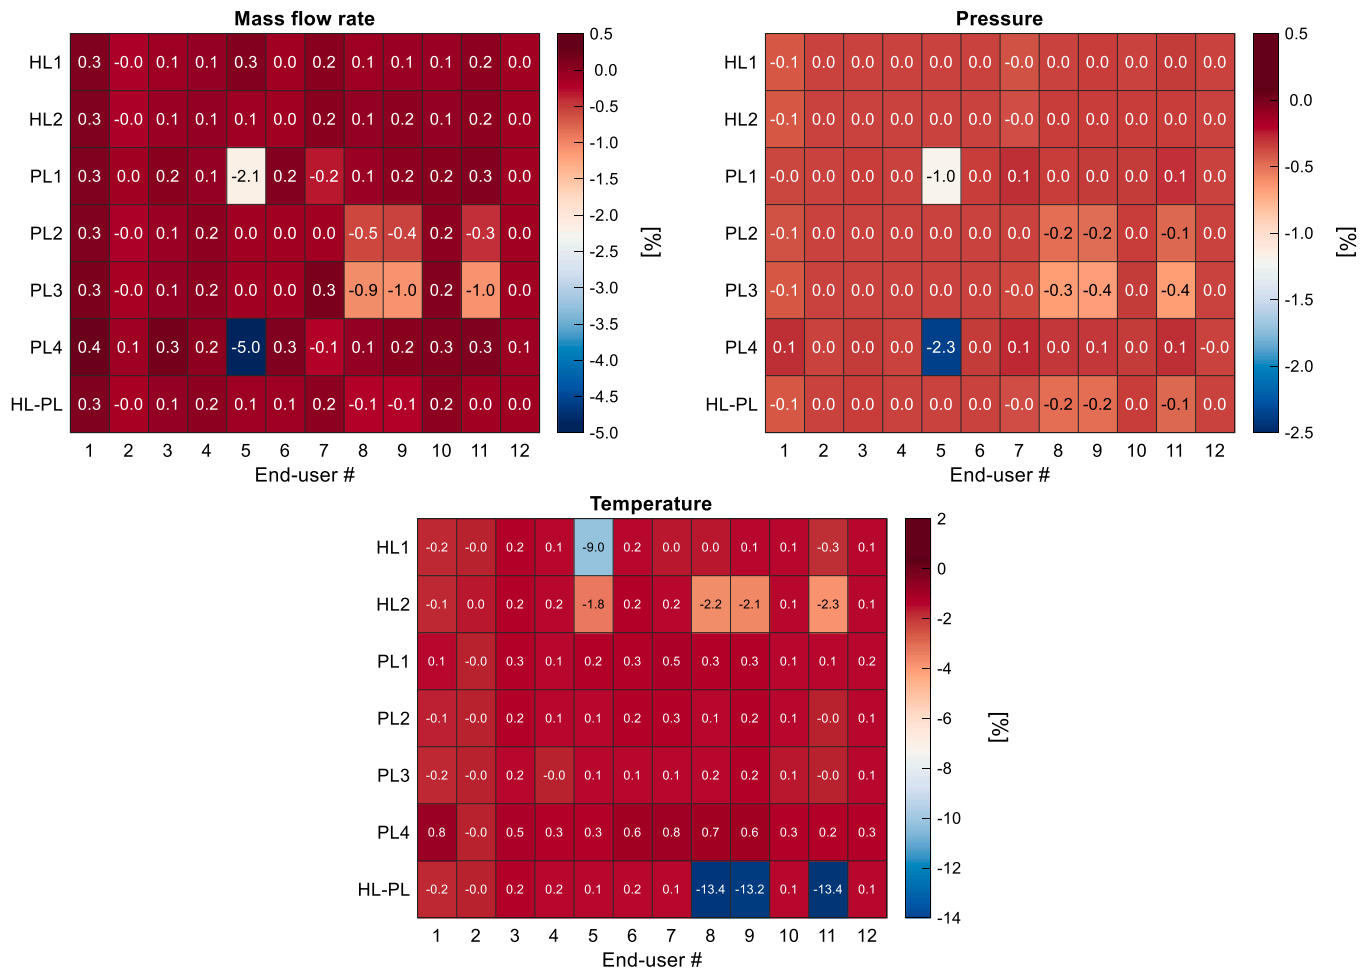 Mass flow rate
HL1 0.3 -0.0 0.1 0.1 0.3 0.0 0.2 0.1 0.1 0.1 0.2 0.0
HL2 0.3 -0.0 0.1 0.1 0.1 0.0 0.2 0.1 0.2 0.1 0.2 0.0
PL1 0.3 0.0 0.2 0.1 -2.1 0.2 -0.2 0.1 0.2 0.2 0.3 0.0
PL2 0.3 -0.0 0.1 0.2 0.0 0.0 0.0 -0.5 -0.4 0.2 -0.3 0.0
PL3 0.3 -0.0 0.1 0.2 0.0 0.0 0.3 -0.9 -1.0 0.2 -1.0 0.0
PL4 0.4 0.1 0.3 0.2 -5.0 0.3 -0.1 0.1 0.2 0.3 0.3 0.1
HL-PL 0.3 -0.0 0.1 0.2 0.1 0.1 0.2 -0.1 -0.1 0.2 0.0 0.0
1 2 3 4 5 6 7 8 9 10 11 12
End-user #
0.5
0.0
-0.5
-1.0
-1.5
-2.0
-2.5
-3.0
-3.5
-4.0
-4.5
-5.0
[%]
Pressure
HL1 -0.1 0.0 0.0 0.0 0.0 0.0 -0.0 0.0 0.0 0.0 0.0 0.0
HL2 -0.1 0.0 0.0 0.0 0.0 0.0 -0.0 0.0 0.0 0.0 0.0 0.0
PL1 -0.0 0.0 0.0 0.0 -1.0 0.0 0.1 0.0 0.0 0.0 0.1 0.0
PL2 -0.1 0.0 0.0 0.0 0.0 0.0 0.0 -0.2 -0.2 0.0 -0.1 0.0
PL3 -0.1 0.0 0.0 0.0 0.0 0.0 -0.0 -0.3 -0.4 0.0 -0.4 0.0
PL4 0.1 0.0 0.0 0.0 -2.3 0.0 0.1 0.0 0.1 0.0 0.1 -0.0
HL-PL -0.1 0.0 0.0 0.0 0.0 0.0 -0.0 -0.2 -0.2 0.0 -0.1 0.0
1 2 3 4 5 6 7 8 9 10 11 12
End-user #
0.5
0.0
-0.5
-1.0
-1.5
-2.0
-2.5
[%]
Temperature
HL1 -0.2 -0.0 0.2 0.1 -9.0 0.2 0.0 0.0 0.1 0.1 -0.3 0.1
HL2 -0.1 0.0 0.2 0.2 -1.8 0.2 0.2 -2.2 -2.1 0.1 -2.3 0.1
PL1 0.1 -0.0 0.3 0.1 0.2 0.3 0.5 0.3 0.3 0.1 0.1 0.2
PL2 -0.1 -0.0 0.2 0.1 0.1 0.2 0.3 0.1 0.2 0.1 -0.0 0.1
PL3 -0.2 -0.0 0.2 -0.0 0.1 0.1 0.1 0.2 0.2 0.1 -0.0 0.1
PL4 0.8 -0.0 0.5 0.3 0.3 0.6 0.8 0.7 0.6 0.3 0.2 0.3
HL-PL -0.2 -0.0 0.2 0.2 0.1 0.2 0.1 -13.4 -13.2 0.1 -13.4 0.1
1 2 3 4 5 6 7 8 9 10 11 12
End-user #
2
0
-2
-4
-6
-8
-10
-12
-14
[%]